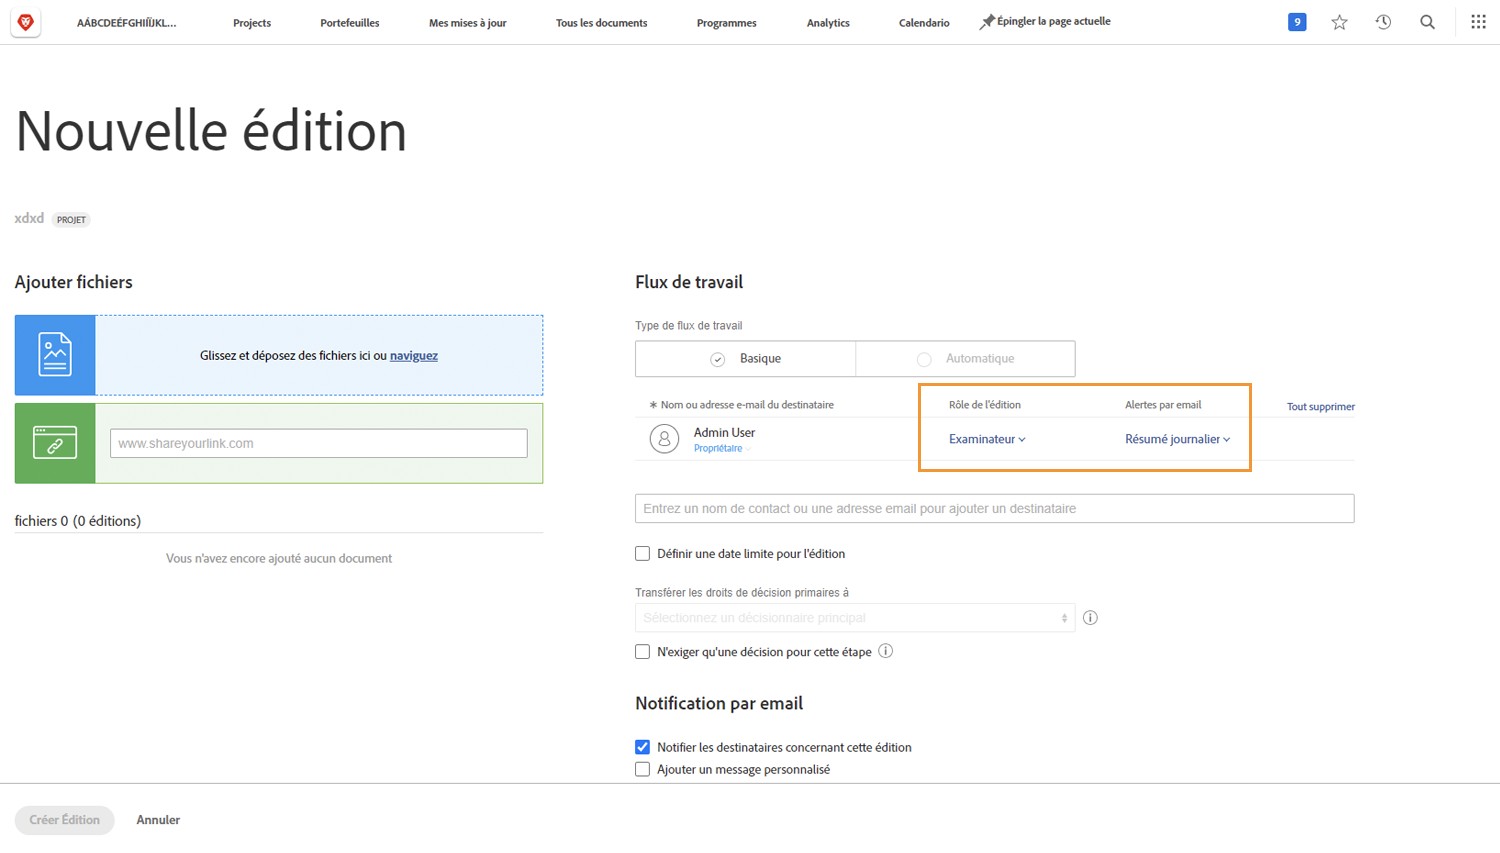 AÁBCDEÉFGHIÍÏJKL...
Projects
Portefeuilles
Mes mises à jour
Tous les documents
Programmes
Analytics
Calendario
Épingler la page actuelle
9
Nouvelle édition
xdxd PROJET
Ajouter fichiers
Glissez et déposez des fichiers ici ou naviguez
www.shareyourlink.com
fichiers 0 (0 éditions)
Vous n'avez encore ajouté aucun document
Flux de travail
Type de flux de travail
Basique
Automatique
* Nom ou adresse e-mail du destinataire
Rôle de l'édition
Alertes par email
Tout supprimer
Admin User
Propriétaire
Examinateur
Résumé journalier
Entrez un nom de contact ou une adresse email pour ajouter un destinataire
Définir une date limite pour l'édition
Transférer les droits de décision primaires à
Sélectionnez un décisionnaire principal
N'exiger qu'une décision pour cette étape
Notification par email
Notifier les destinataires concernant cette édition
Ajouter un message personnalisé
Créer Édition
Annuler